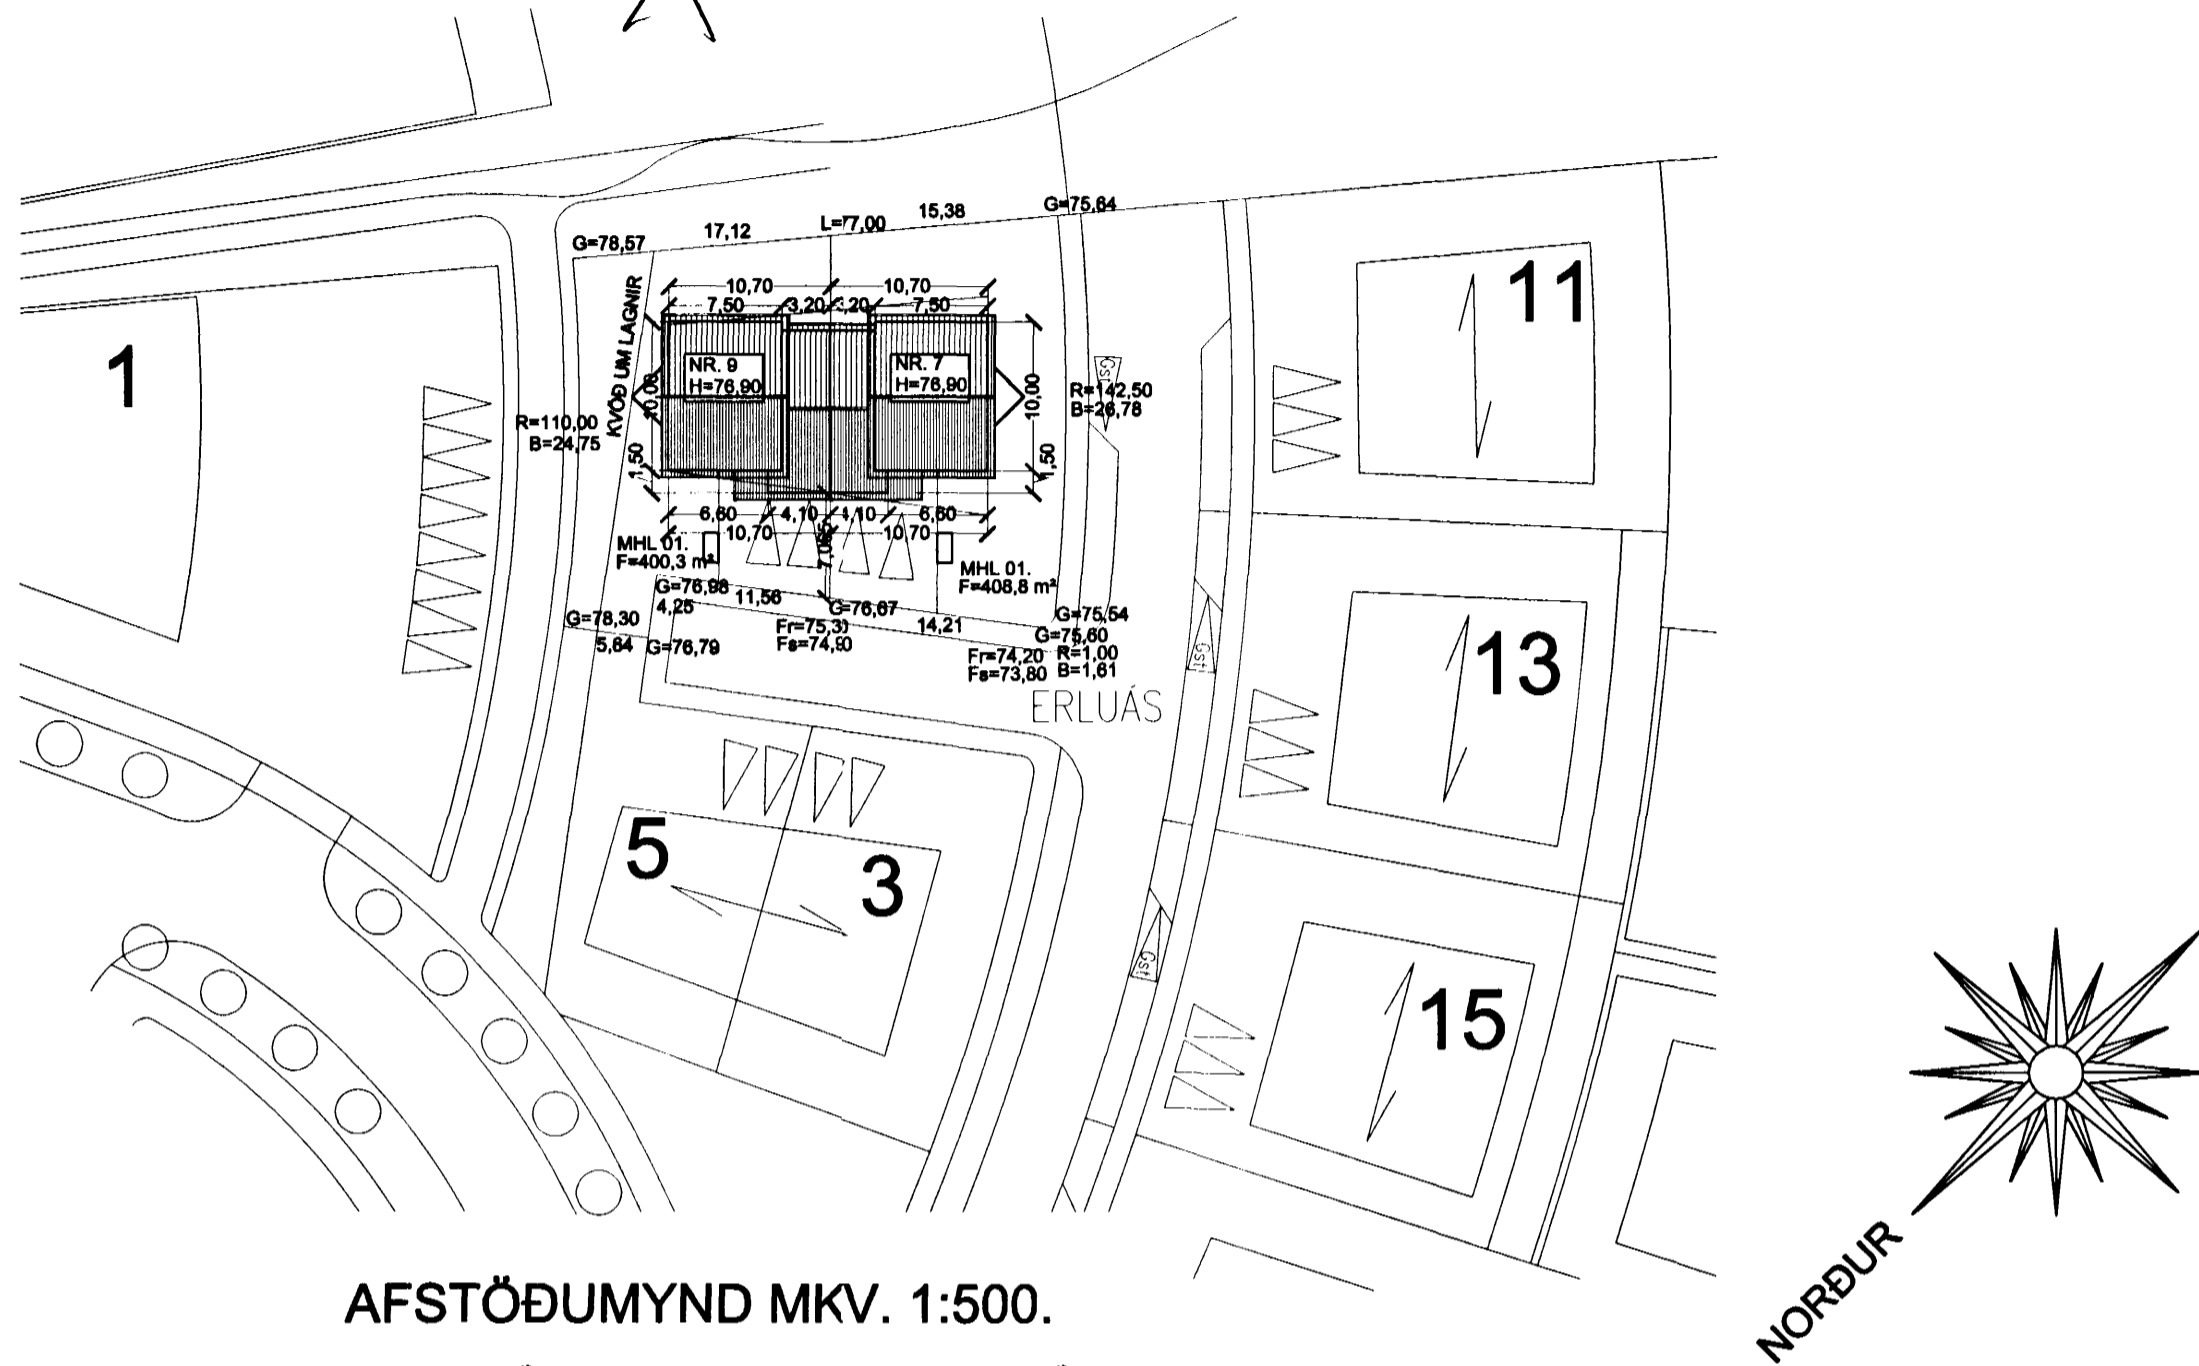 G=78,57
17,12
L=77,00
15,38
G=75,64
KVÖÐ UM LAGNIR
10,70
10,70
7,50
3,20
3,20
7,50
NR. 9
H=76,90
NR. 7
H=76,90
10,00
10,00
1,50
1,50
R=110,00
B=24,75
R=142,50
B=26,78
Gst
6,60
4,10
4,10
6,60
10,70
10,70
MHL 01.
F=400,3 m²
MHL 01.
F=408,8 m²
G=76,98
4,25
11,56
G=76,67
14,21
G=75,54
G=78,30
5,64
G=76,79
Fr=75,30
Fs=74,90
G=75,60
Fr=74,20
Fs=73,80
R=1,00
B=1,61
ERLUÁS
Gst
Gst
1
11
13
15
5
3
NORÐUR
AFSTÖÐUMYND MKV. 1:500.